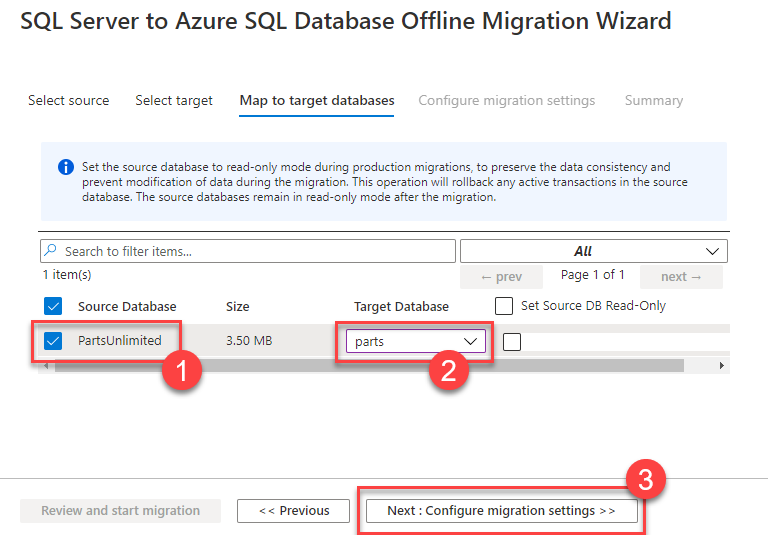 SQL Server to Azure SQL Database Offline Migration Wizard
Select source Select target Map to target databases Configure migration settings Summary
Set the source database to read-only mode during production migrations, to preserve the data consistency and
prevent modification of data during the migration. This operation will rollback any active transactions in the source
database. The source databases remain in read-only mode after the migration.
Search to filter items... All
1 item(s) ← prev Page 1 of 1 next →
Source Database Size Target Database Set Source DB Read-Only
PartsUnlimited 3.50 MB parts
1 2
3
Review and start migration << Previous Next : Configure migration settings >>